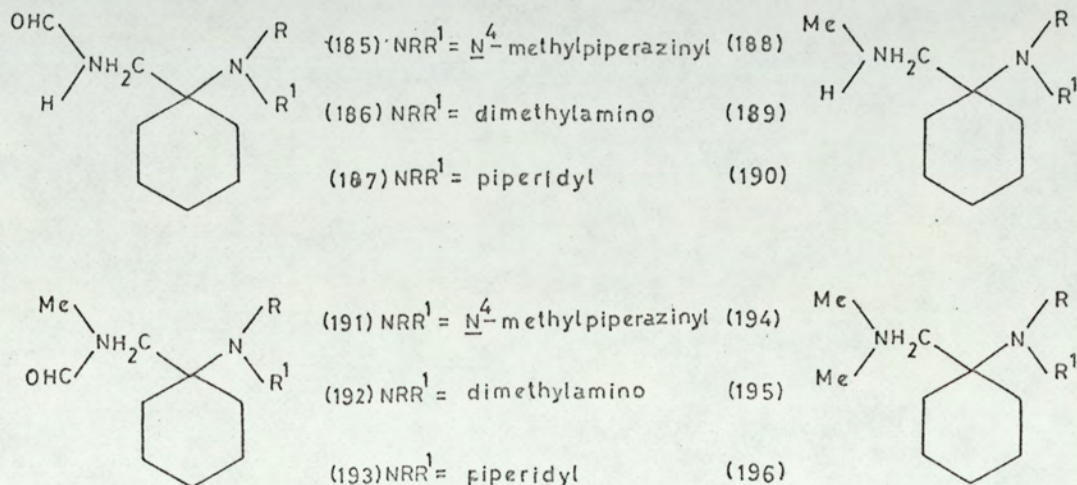 OHC
H
NH₂C
N
R
R¹
(185) NRR¹ = N⁴-methylpiperazinyl (188)
(186) NRR¹ = dimethylamino (189)
(187) NRR¹ = piperidyl (190)
Me
H
NH₂C
N
R
R¹
Me
OHC
NH₂C
N
R
R¹
(191) NRR¹ = N⁴-methylpiperazinyl (194)
(192) NRR¹ = dimethylamino (195)
(193) NRR¹ = piperidyl (196)
Me
Me
NH₂C
N
R
R¹